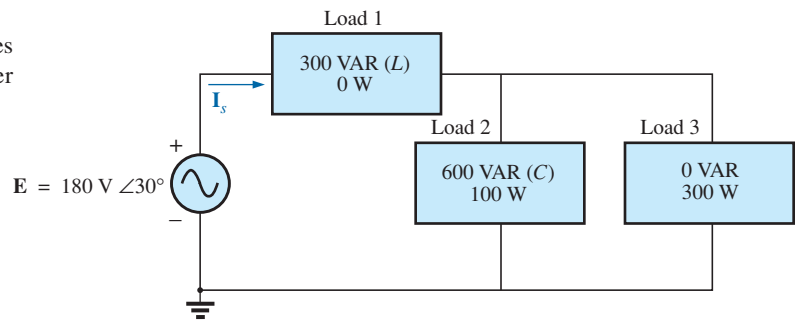 es
er
Load 1
300 VAR (L)
0 W
I_s
Load 2
600 VAR (C)
100 W
Load 3
0 VAR
300 W
+
E = 180 V ∠30°
−